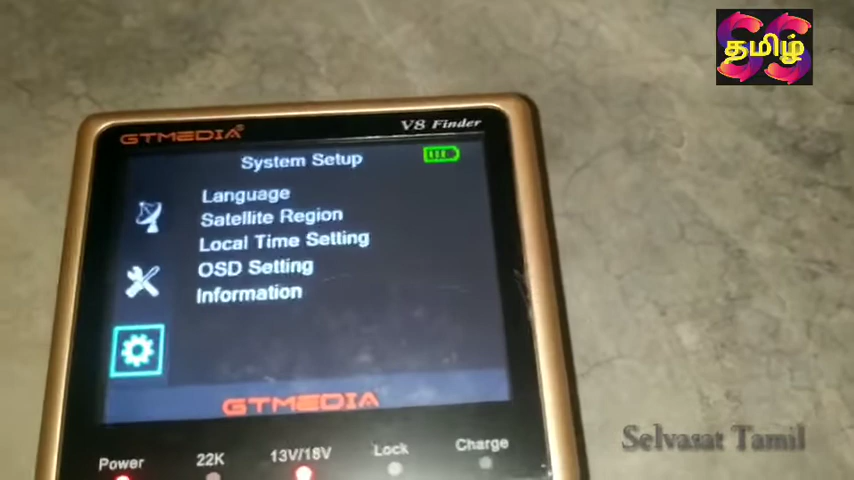 SS
தமிழ்
GTMEDIA
V8 Finder
System Setup
Language
Satellite Region
Local Time Setting
OSD Setting
Information
GTMEDIA
Power
22K
13V/18V
Lock
Charge
Selvasat Tamil